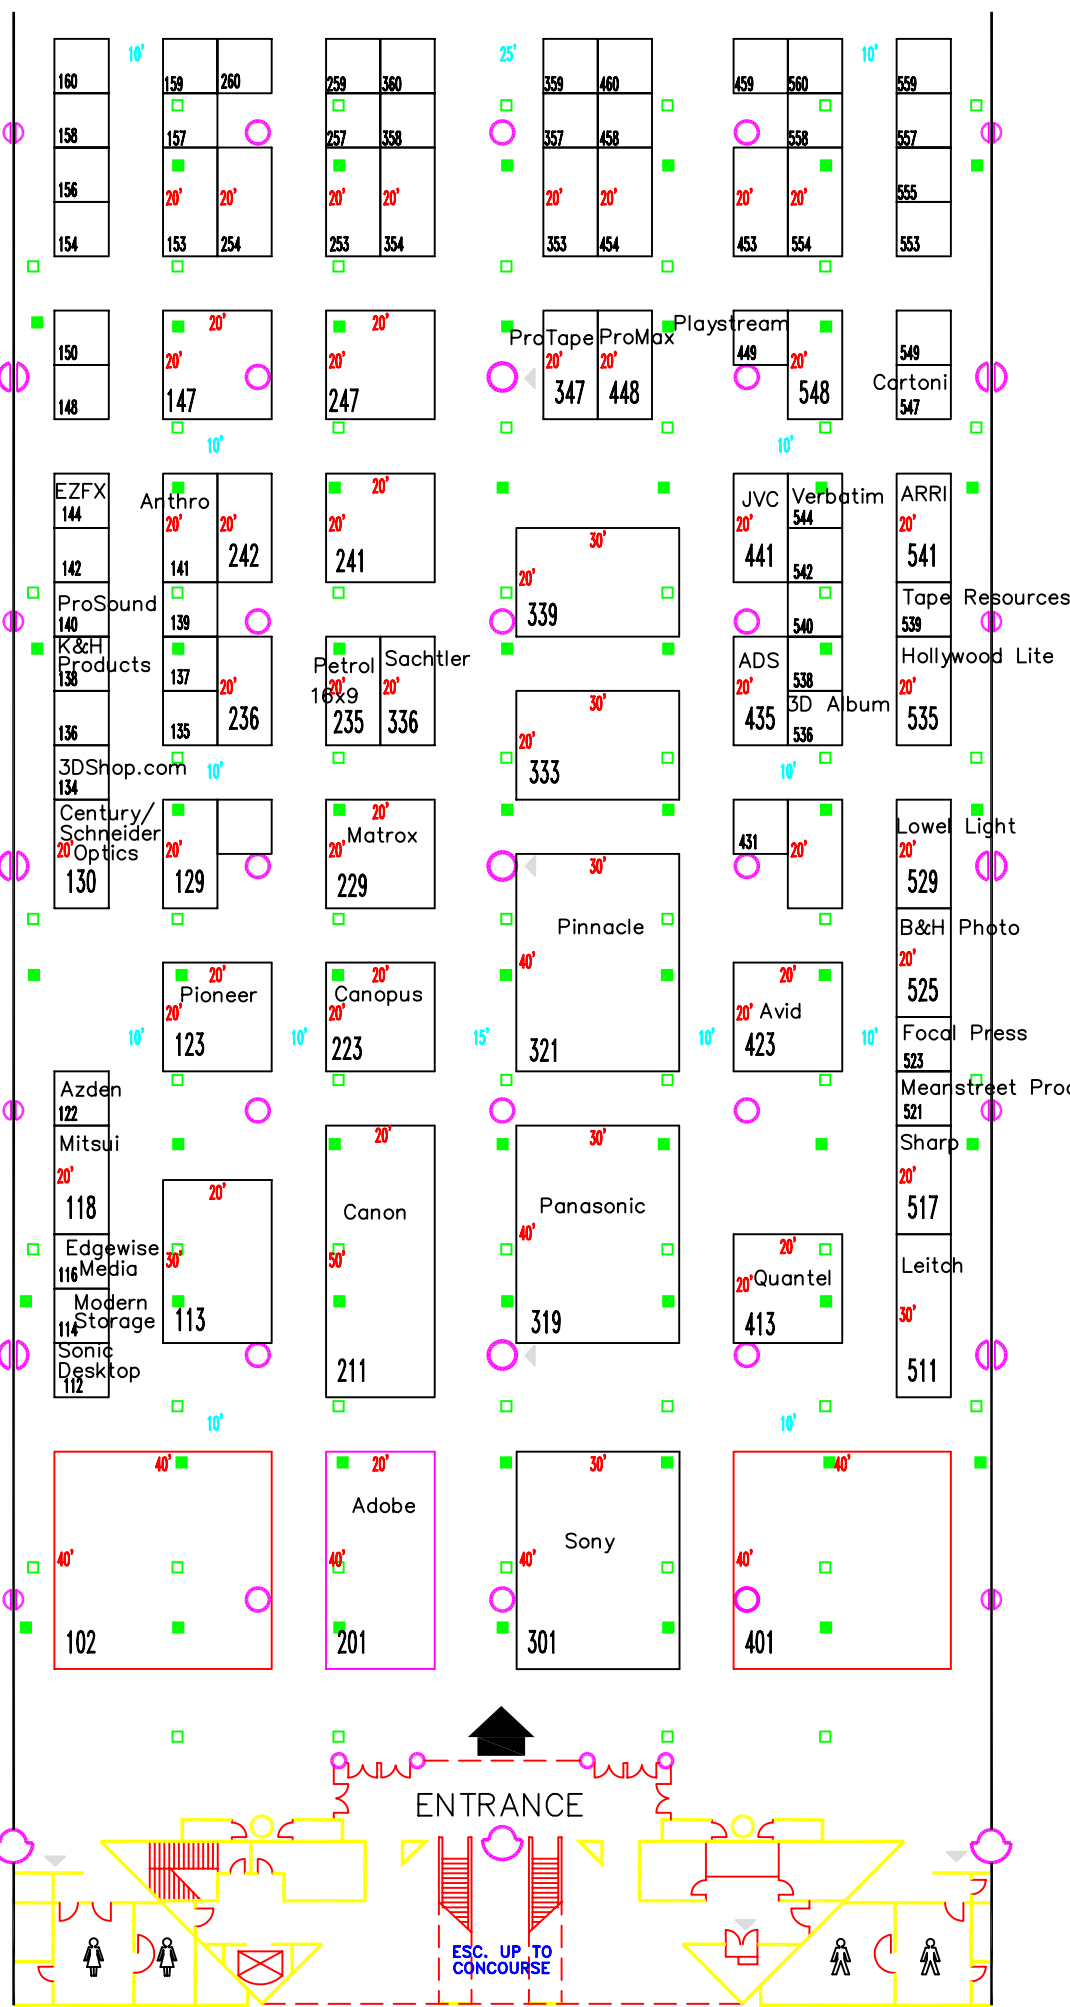 10' 25' 10'
160 159 260 259 360 359 460 459 560 559
158 157 257 358 357 458 558 557
156 20' 20' 20' 20' 20' 20' 20' 20' 555
154 153 254 253 354 353 454 453 554 553
20' 20' ProTape ProMax Playstream
150 20' 20' 20' 20' 449 20' 549
Cartoni
148 147 247 347 448 548 547
10' 10'
EZFX Anthro 20' JVC Verbatim ARRI
144 20' 20' 20' 30' 20' 544 20'
142 141 242 241 441 542 541
20'
ProSound Tape Resources
140 139 339 540 539
K&H
Products Petrol Sachtler ADS Hollywood Lite
138 137 538
20' 16x9 20' 20' 30' 20' 3D Album 20'
136 135 236 235 336 435 536 535
20'
3DShop.com 10' 333 10'
134
Century/
Schneider 20' Matrox Lowel Light
Optics
20' 20' 20' 30' 431 20' 20'
130 129 229 529
Pinnacle B&H Photo
40' 20'
20' 20' 20' 525
Pioneer Canopus Avid
20' 20' 20'
10' 123 10' 223 15' 321 10' 423 10' Focal Press
523
Azden Meanstreet Proc
122 521
Mitsui 20' 30' Sharp
20' 20' 20'
118 Canon Panasonic 517
40'
Edgewise
Media
116 30' 50' 20' 20' Quantel Leitch
Modern
Storage
114 113 319 413 30'
Sonic
Desktop
112 211 511
10' 10'
40' 20' 30' 40'
Adobe
Sony
40' 40' 40' 40'
102 201 301 401
ENTRANCE
ESC. UP TO
CONCOURSE